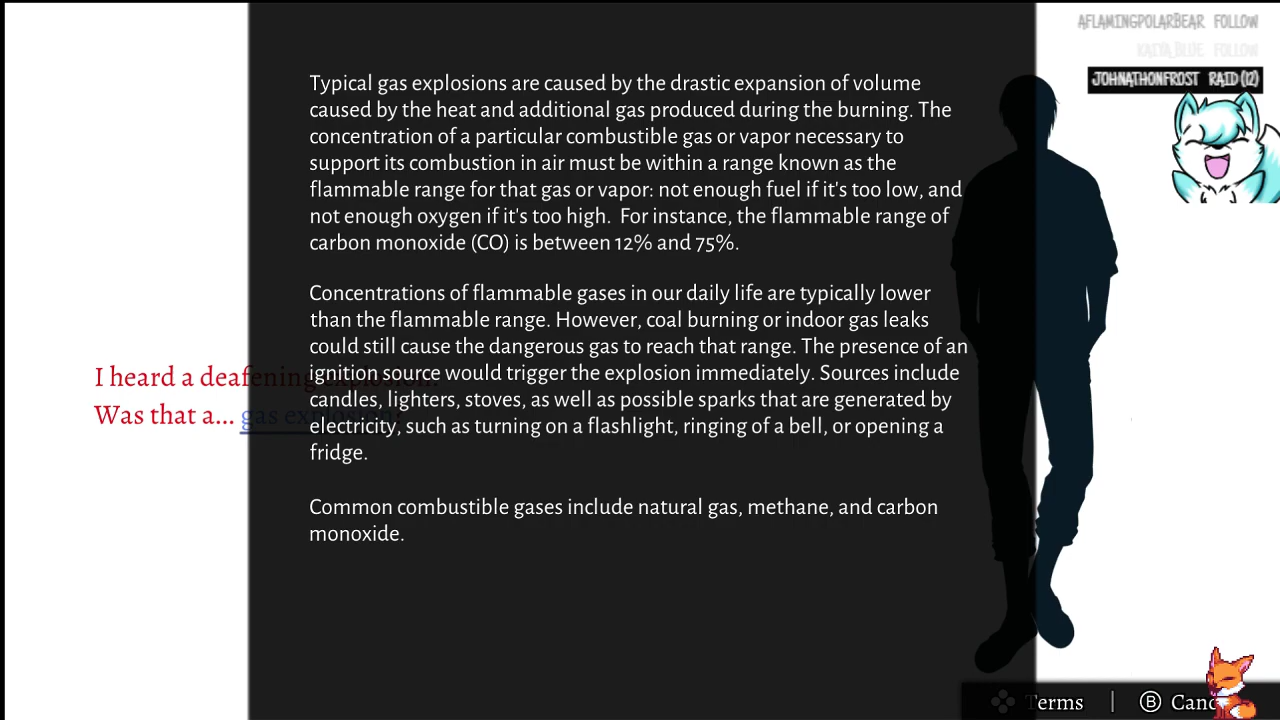 AFLAMINGPOLARBEAR FOLLOW
KATYA_BLUE FOLLOW
JOHNATHONFROST RAID (12)
Typical gas explosions are caused by the drastic expansion of volume
caused by the heat and additional gas produced during the burning. The
concentration of a particular combustible gas or vapor necessary to
support its combustion in air must be within a range known as the
flammable range for that gas or vapor: not enough fuel if it's too low, and
not enough oxygen if it's too high. For instance, the flammable range of
carbon monoxide (CO) is between 12% and 75%.
Concentrations of flammable gases in our daily life are typically lower
than the flammable range. However, coal burning or indoor gas leaks
could still cause the dangerous gas to reach that range. The presence of an
ignition source would trigger the explosion immediately. Sources include
candles, lighters, stoves, as well as possible sparks that are generated by
electricity, such as turning on a flashlight, ringing of a bell, or opening a
fridge.
Common combustible gases include natural gas, methane, and carbon
monoxide.
I heard a deafening explosion.
Was that a... gas explosion?
Terms | B Canc